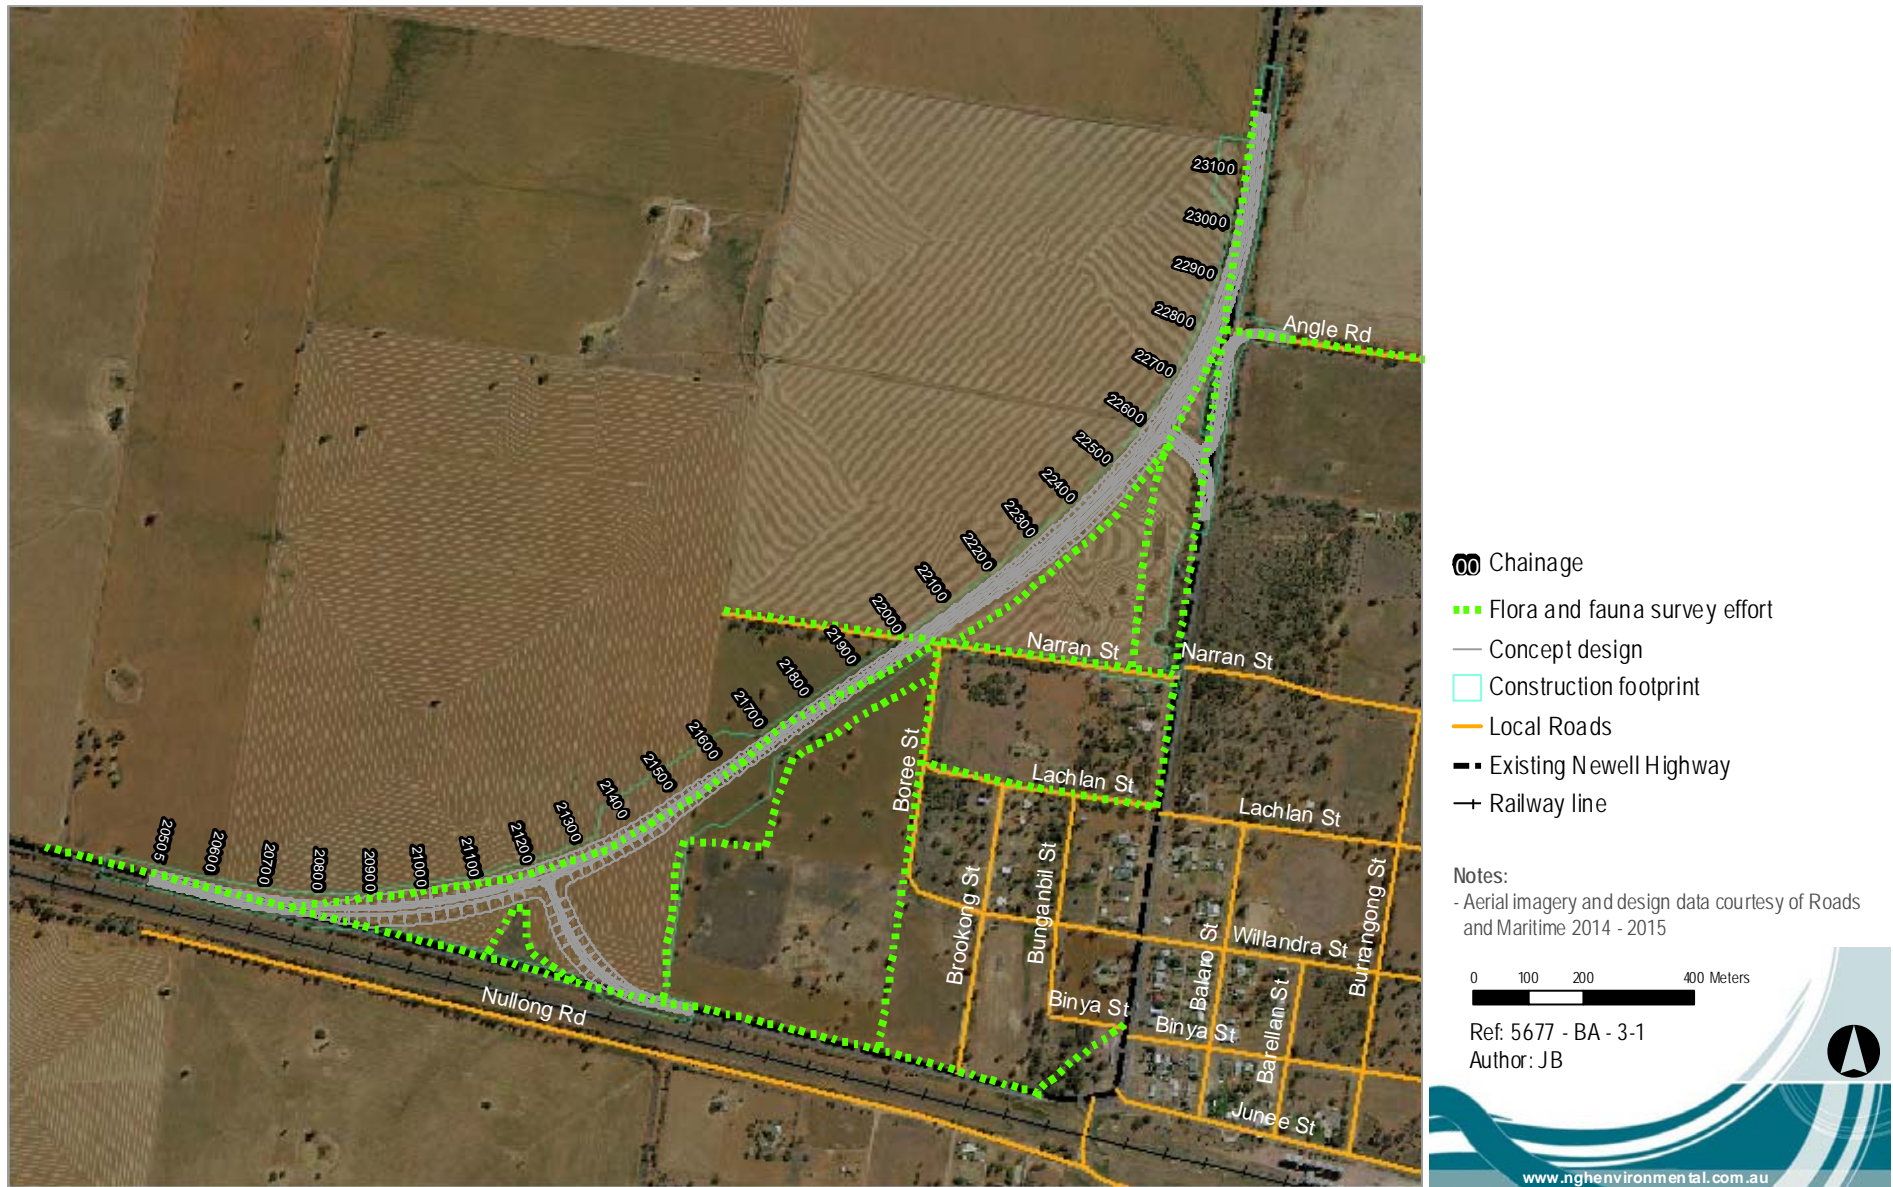 23100
23000
22900
22800
Angle Rd
22700
22600
22500
22400
22300
22200
22100
22000
21900
Narran St
Narran St
21800
21700
21600
Boree St
21500
Lachlan St
Lachlan St
21400
21300
21200
21100
21000
20900
20800
20700
20600
20505
Brookong St
Bunganbil St
Balaro St
Barellan St
Burrangong St
Willandra St
Binya St
Binya St
Nullong Rd
Junee St
00 Chainage
Flora and fauna survey effort
Concept design
Construction footprint
Local Roads
Existing Newell Highway
Railway line
Notes:
- Aerial imagery and design data courtesy of Roads
and Maritime 2014 - 2015
0 100 200 400 Meters
Ref: 5677 - BA - 3-1
Author: JB
www.nghenvironmental.com.au